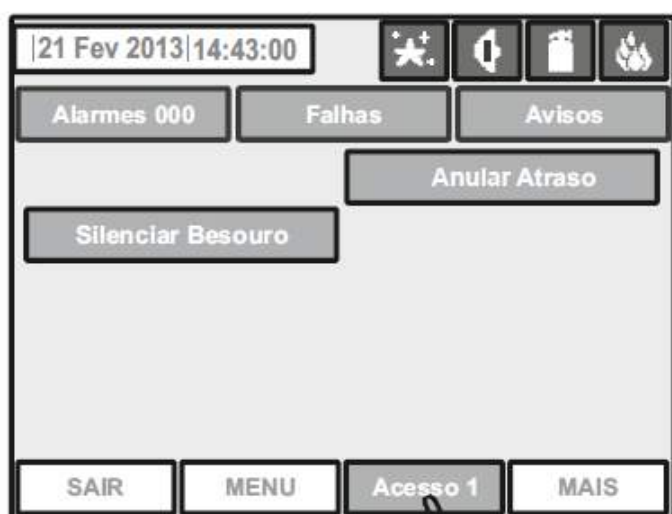 |21 Fev 2013|14:43:00
Alarmes 000 Falhas Avisos
Anular Atraso
Silenciar Besouro
SAIR MENU Acesso 1 MAIS